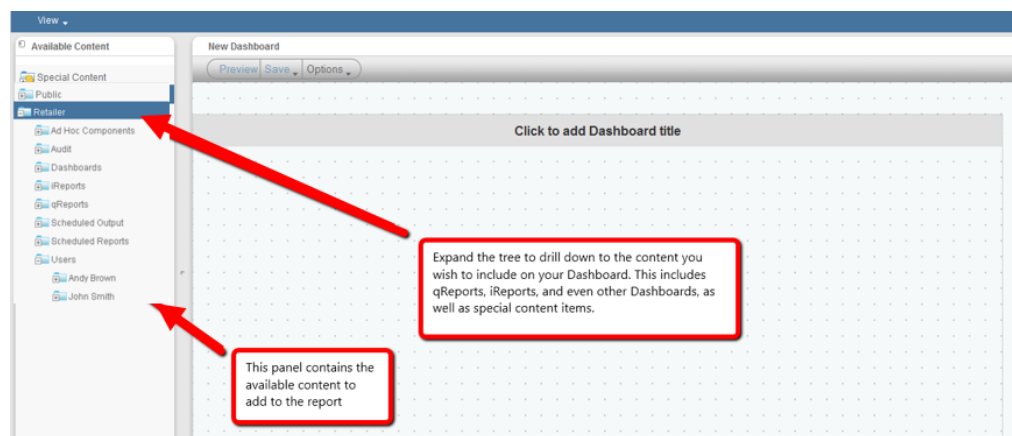 View
Available Content
New Dashboard
Preview Save Options
Special Content
Public
Retailer
Ad Hoc Components
Audit
Dashboards
iReports
qReports
Scheduled Output
Scheduled Reports
Users
Andy Brown
John Smith
Click to add Dashboard title
Expand the tree to drill down to the content you
wish to include on your Dashboard. This includes
qReports, iReports, and even other Dashboards, as
well as special content items.
This panel contains the
available content to
add to the report